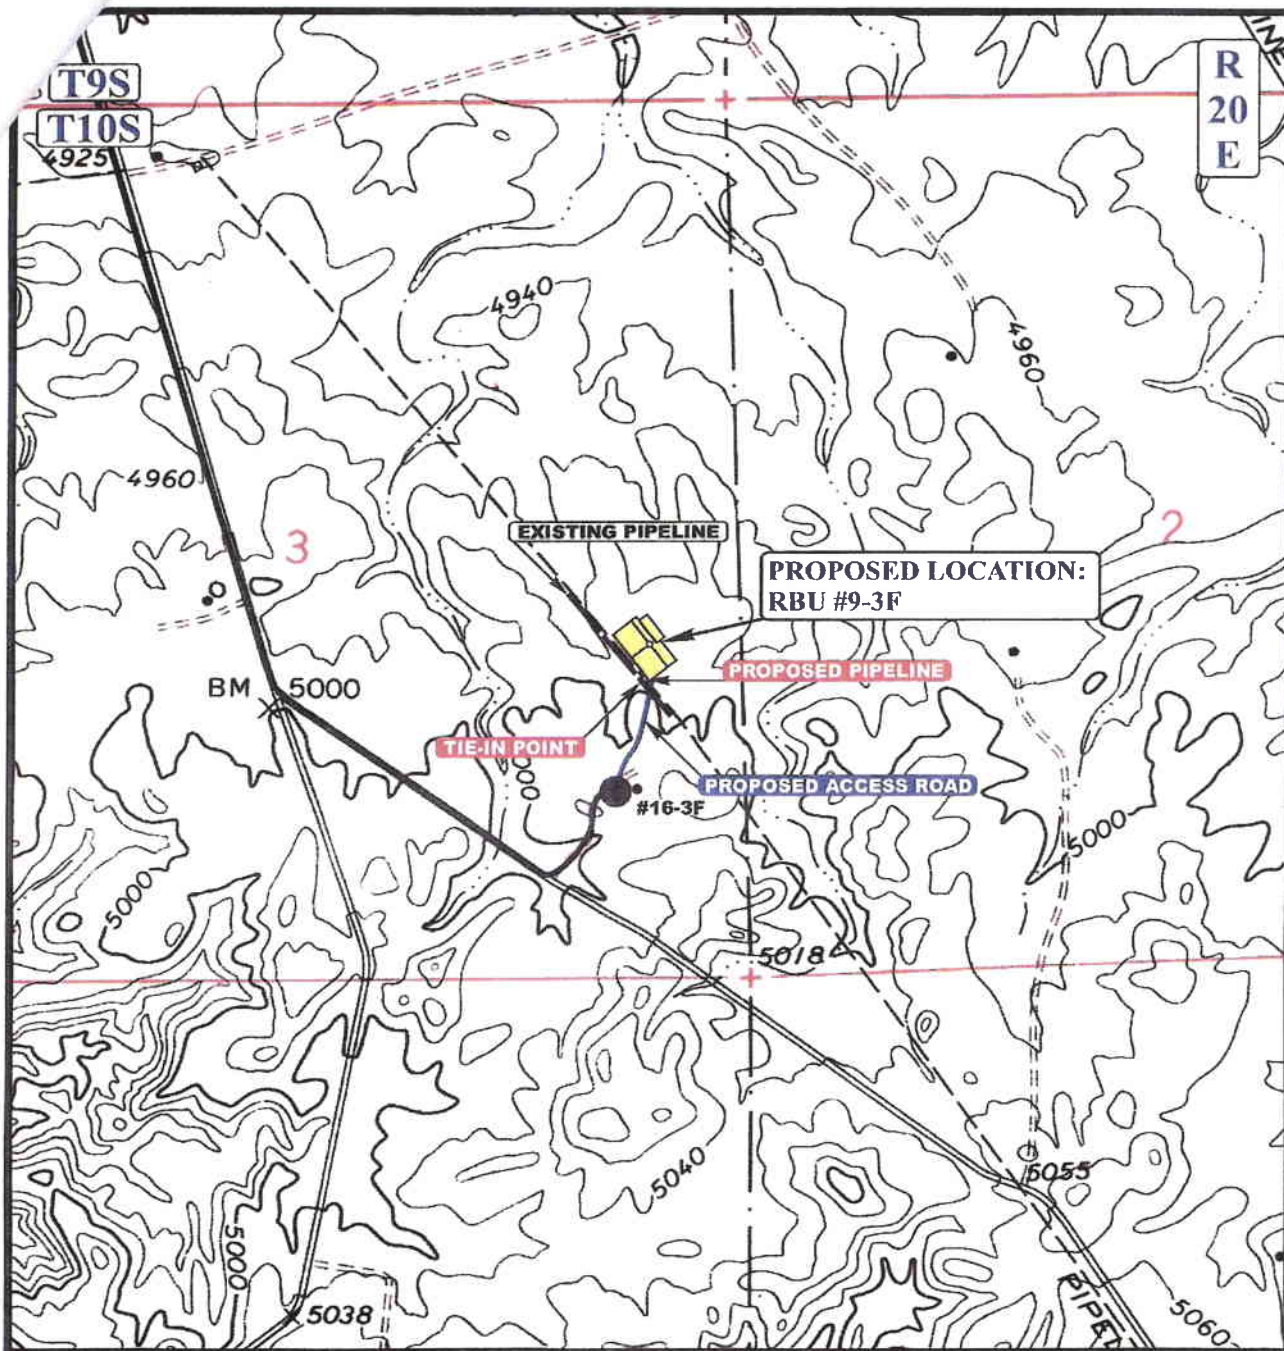 T9S
T10S
R
20
E
4925
4940
4960
4960
EXISTING PIPELINE
3
2
PROPOSED LOCATION:
RBU #9-3F
PROPOSED PIPELINE
BM
5000
TIE-IN POINT
PROPOSED ACCESS ROAD
#16-3F
5000
5000
5018
5040
5055
5000
5038
5060